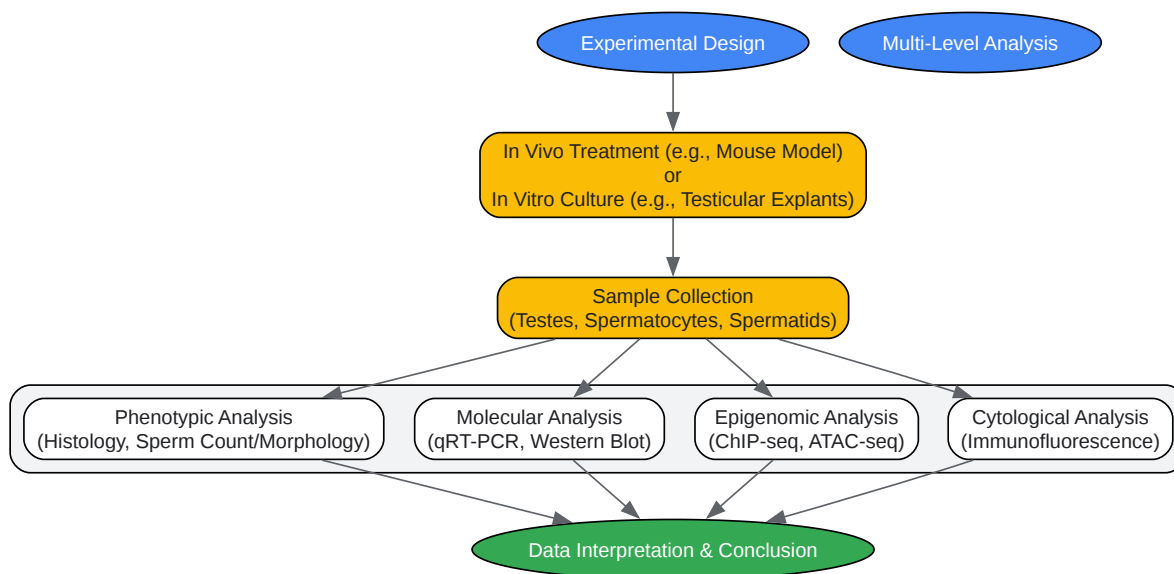 Experimental Design
Multi-Level Analysis
In Vivo Treatment (e.g., Mouse Model)
or
In Vitro Culture (e.g., Testicular Explants)
Sample Collection
(Testes, Spermatocytes, Spermatids)
Phenotypic Analysis
(Histology, Sperm Count/Morphology)
Molecular Analysis
(qRT-PCR, Western Blot)
Epigenomic Analysis
(ChIP-seq, ATAC-seq)
Cytological Analysis
(Immunofluorescence)
Data Interpretation & Conclusion